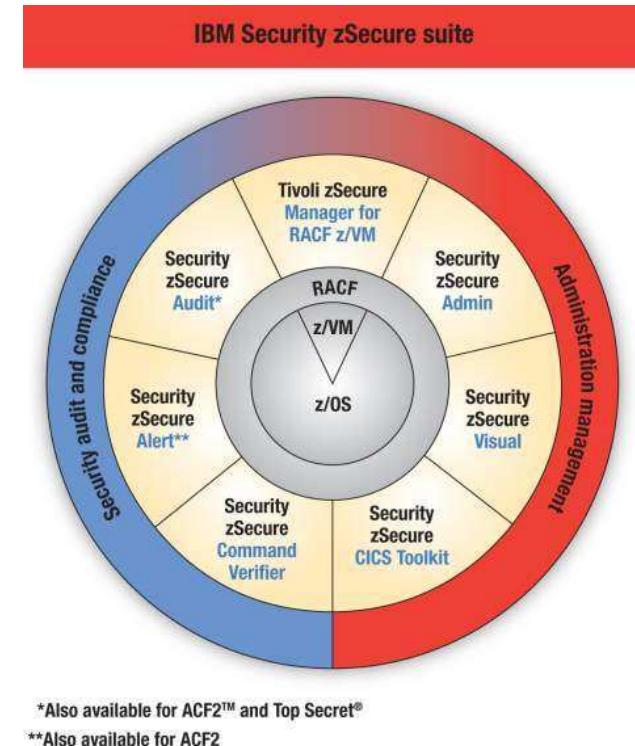 IBM Security zSecure suite
Security audit and compliance
Administration management
Tivoli zSecure
Manager for
RACF z/VM
Security
zSecure
Admin
Security
zSecure
Visual
Security
zSecure
CICS Toolkit
Security
zSecure
Command
Verifier
Security
zSecure
Alert**
Security
zSecure
Audit*
RACF
z/VM
z/OS
*Also available for ACF2™ and Top Secret®
**Also available for ACF2